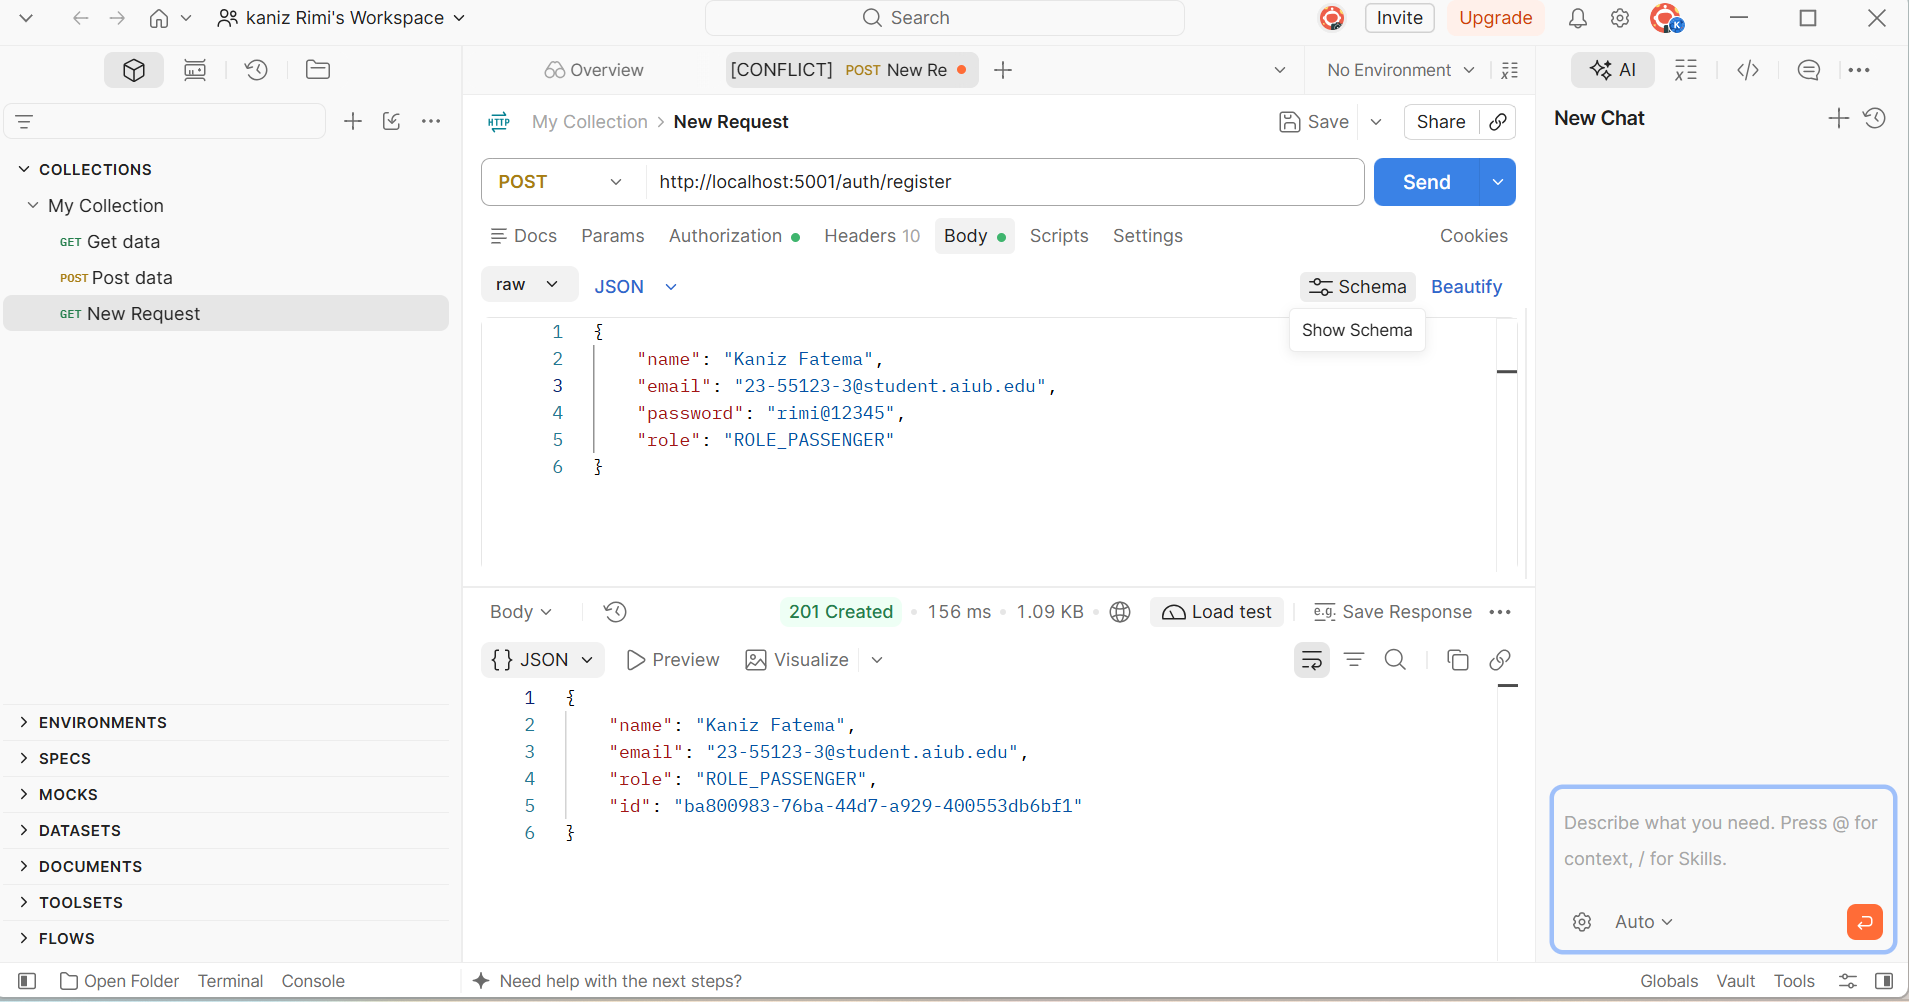 kaniz Rimi's Workspace
Search
Invite
Upgrade
K
Overview
[CONFLICT] POST New Re
No Environment
AI
HTTP My Collection > New Request
Save
Share
New Chat
COLLECTIONS
My Collection
GET Get data
POST Post data
GET New Request
POST
http://localhost:5001/auth/register
Send
Docs
Params
Authorization
Headers 10
Body
Scripts
Settings
Cookies
raw
JSON
Schema
Beautify
Show Schema
1 {
2 "name": "Kaniz Fatema",
3 "email": "23-55123-3@student.aiub.edu",
4 "password": "rimi@12345",
5 "role": "ROLE_PASSENGER"
6 }
Body
201 Created
156 ms
1.09 KB
Load test
e.g. Save Response
{} JSON
Preview
Visualize
1 {
2 "name": "Kaniz Fatema",
3 "email": "23-55123-3@student.aiub.edu",
4 "role": "ROLE_PASSENGER",
5 "id": "ba800983-76ba-44d7-a929-400553db6bf1"
6 }
ENVIRONMENTS
SPECS
MOCKS
DATASETS
DOCUMENTS
TOOLSETS
FLOWS
Describe what you need. Press @ for
context, / for Skills.
Auto
Open Folder
Terminal
Console
Need help with the next steps?
Globals
Vault
Tools